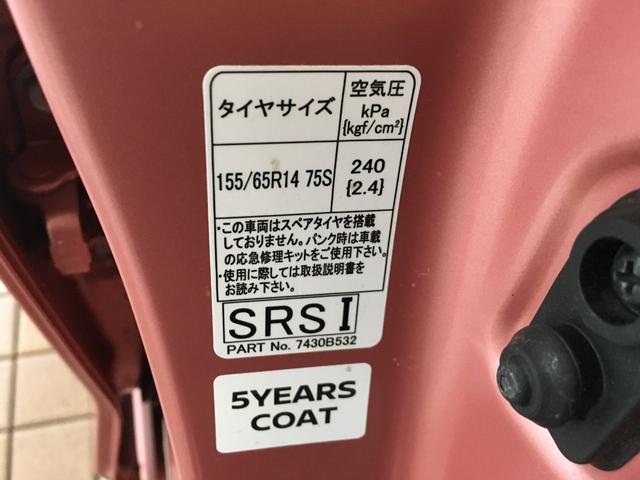 タイヤサイズ
空気圧
kPa
{kgf/cm²}
155/65R14 75S
240
{2.4}
・この車両はスペアタイヤを搭載
しておりません。パンク時は車載
の応急修理キットをご使用下さい。
・使用に際しては取扱説明書を
お読み下さい。
SRS I
PART No. 7430B532
5YEARS
COAT